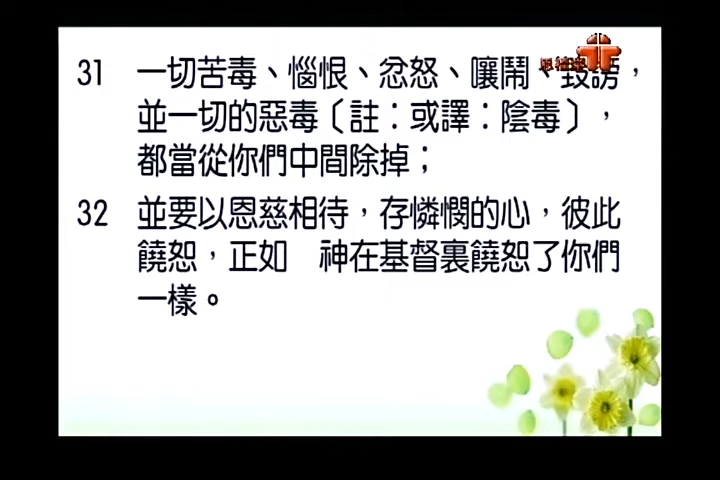 31 一切苦毒、惱恨、忿怒、嚷鬧、毀謗，
並一切的惡毒〔註：或譯：陰毒〕，
都當從你們中間除掉；
32 並要以恩慈相待，存憐憫的心，彼此
饒恕，正如　神在基督裏饒恕了你們
一樣。